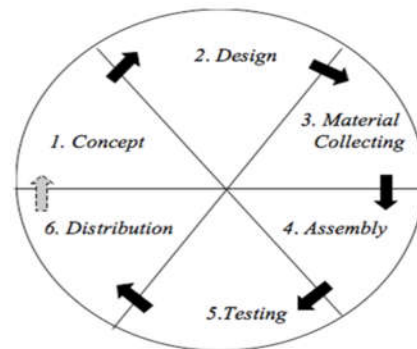 2. Design
3. Material
Collecting
1. Concept
6. Distribution
4. Assembly
5.Testing